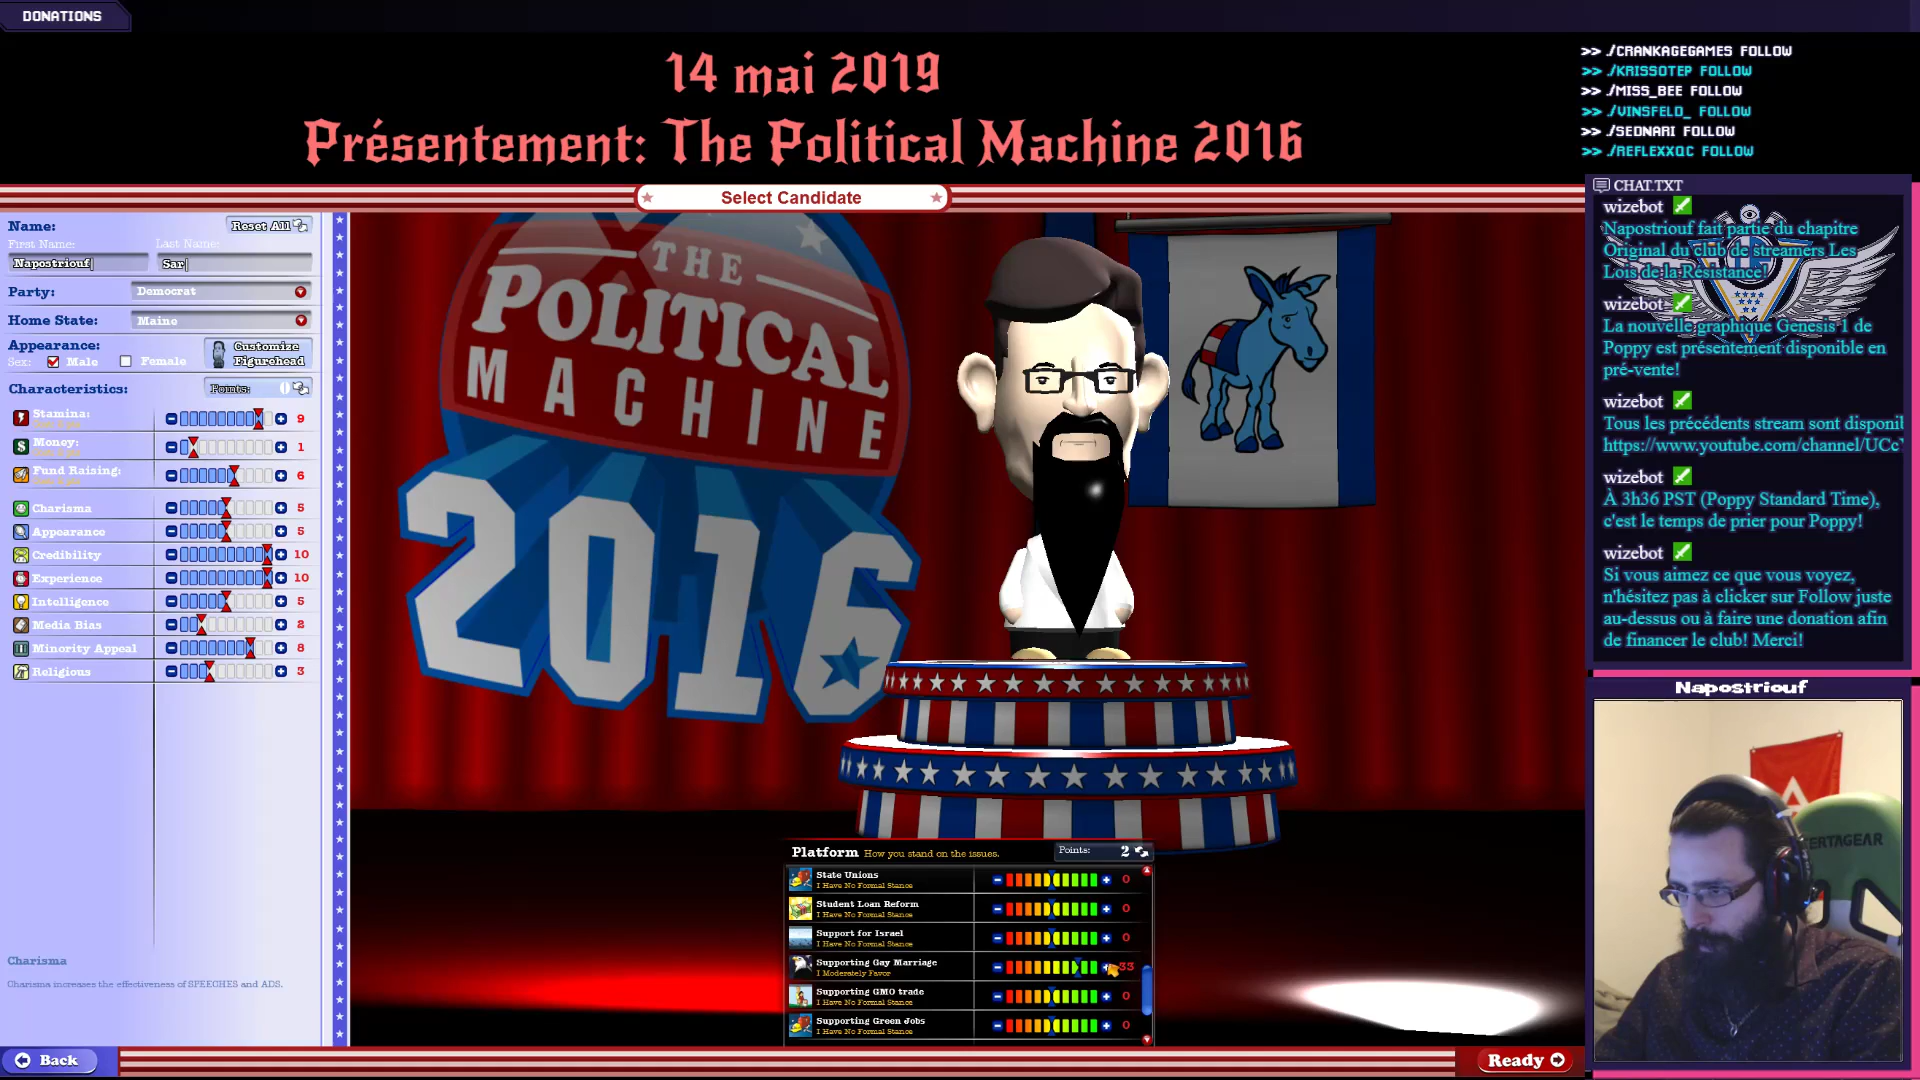 DONATIONS
14 mai 2019
Présentement: The Political Machine 2016
>> ./CRANKAGEGAMES FOLLOW
>> ./KRISSOTEP FOLLOW
>> ./MISS_BEE FOLLOW
>> ./VINSFELD_ FOLLOW
>> ./SEDNARI FOLLOW
>> ./REFLEXXQC FOLLOW
Select Candidate
Name:
Reset All
First Name:
Last Name:
Napostriouf
Sar
Party:
Democrat
Home State:
Maine
Appearance:
Sex:
Male
Female
Customize
Figurehead
Characteristics:
Points:
Stamina:
9
Money:
1
Fund Raising:
6
Charisma
5
Appearance
5
Credibility
10
Experience
10
Intelligence
5
Media Bias
2
Minority Appeal
8
Religious
3
Charisma
Charisma increases the effectiveness of SPEECHES and ADS.
Back
THE
POLITICAL
MACHINE
2016
Platform
How you stand on the issues.
Points:
2
State Unions
I Have No Formal Stance
0
Student Loan Reform
I Have No Formal Stance
0
Support for Israel
I Have No Formal Stance
0
Supporting Gay Marriage
I Moderately Favor
33
Supporting GMO trade
I Have No Formal Stance
0
Supporting Green Jobs
I Have No Formal Stance
0
Ready
CHAT.TXT
wizebot
Napostriouf fait partie du chapitre
Original du club de streamers Les
Lois de la Résistance!
wizebot
La nouvelle graphique Genesis 1 de
Poppy est présentement disponible en
pré-vente!
wizebot
Tous les précédents stream sont
https://www.youtube.com/channel/UCc
wizebot
À 3h36 PST (Poppy Standard Time),
c'est le temps de prier pour Poppy!
wizebot
Si vous aimez ce que vous voyez,
n'hésitez pas à clicker sur Follow juste
au-dessus ou à faire une donation afin
de financer le club! Merci!
Napostriouf